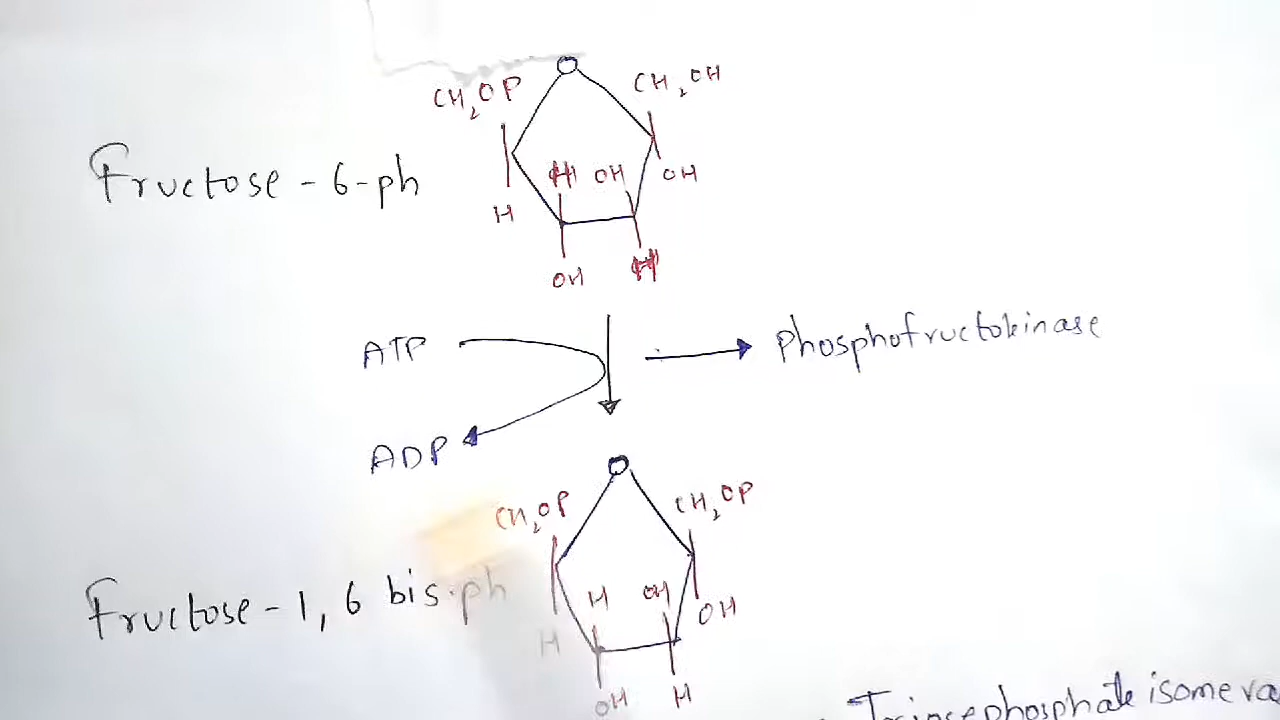 O
CH2OP CH2OH
Fructose - 6-ph
H OH OH
H
OH H
ATP Phosphofructokinase
ADP
O
CH2OP CH2OP
Fructose - 1, 6 bis-ph
H OH OH
H
OH H
Triosephosphate isomera